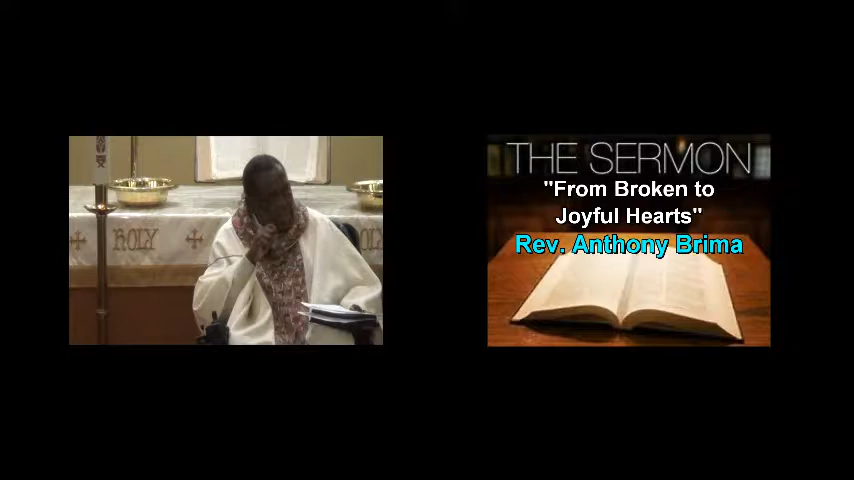 HOLY
THE SERMON
"From Broken to
Joyful Hearts"
Rev. Anthony Brima